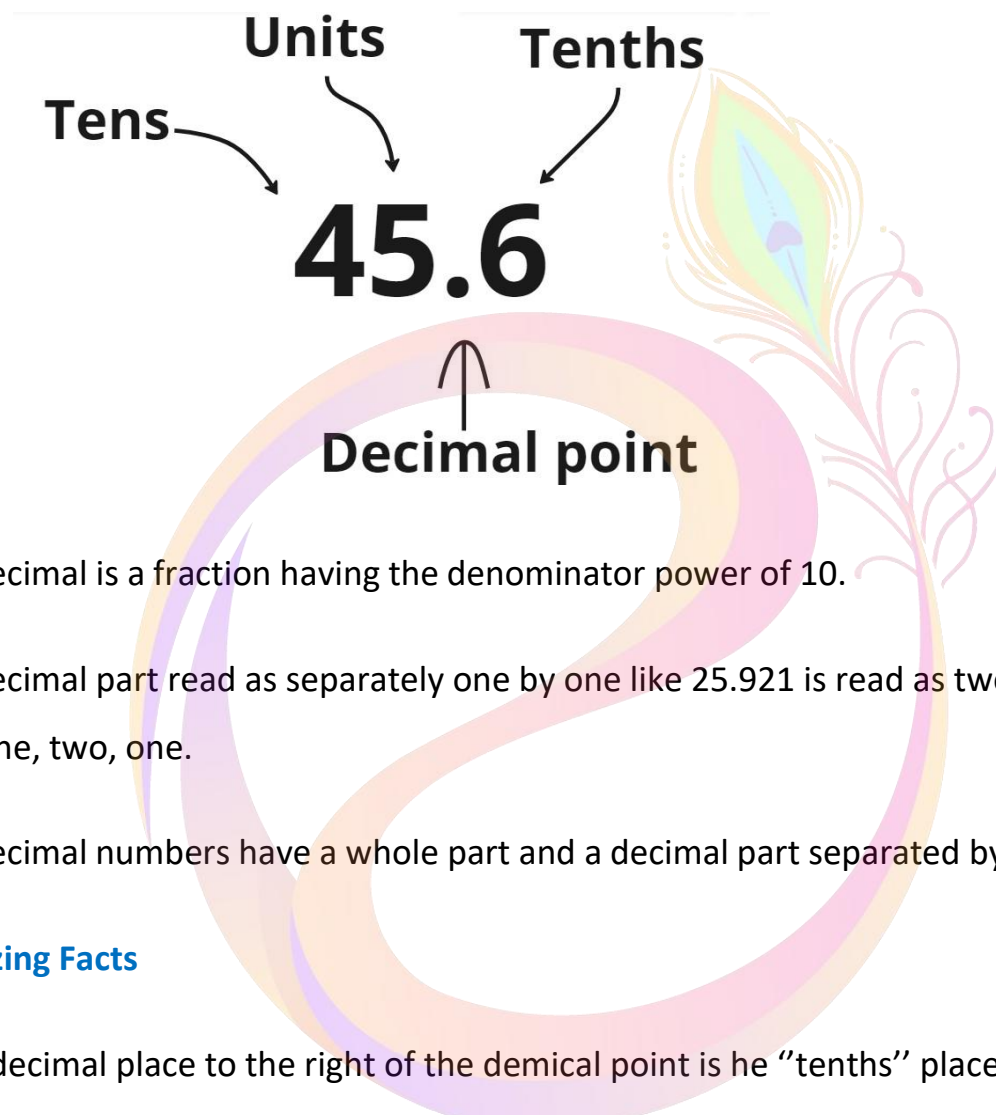 Units Tenths
Tens
45.6
Decimal point
ecimal is a fraction having the denominator power of 10.
ecimal part read as separately one by one like 25.921 is read as tw
ne, two, one.
ecimal numbers have a whole part and a decimal part separated by
zing Facts
decimal place to the right of the demical point is he ‘’tenths’’ place